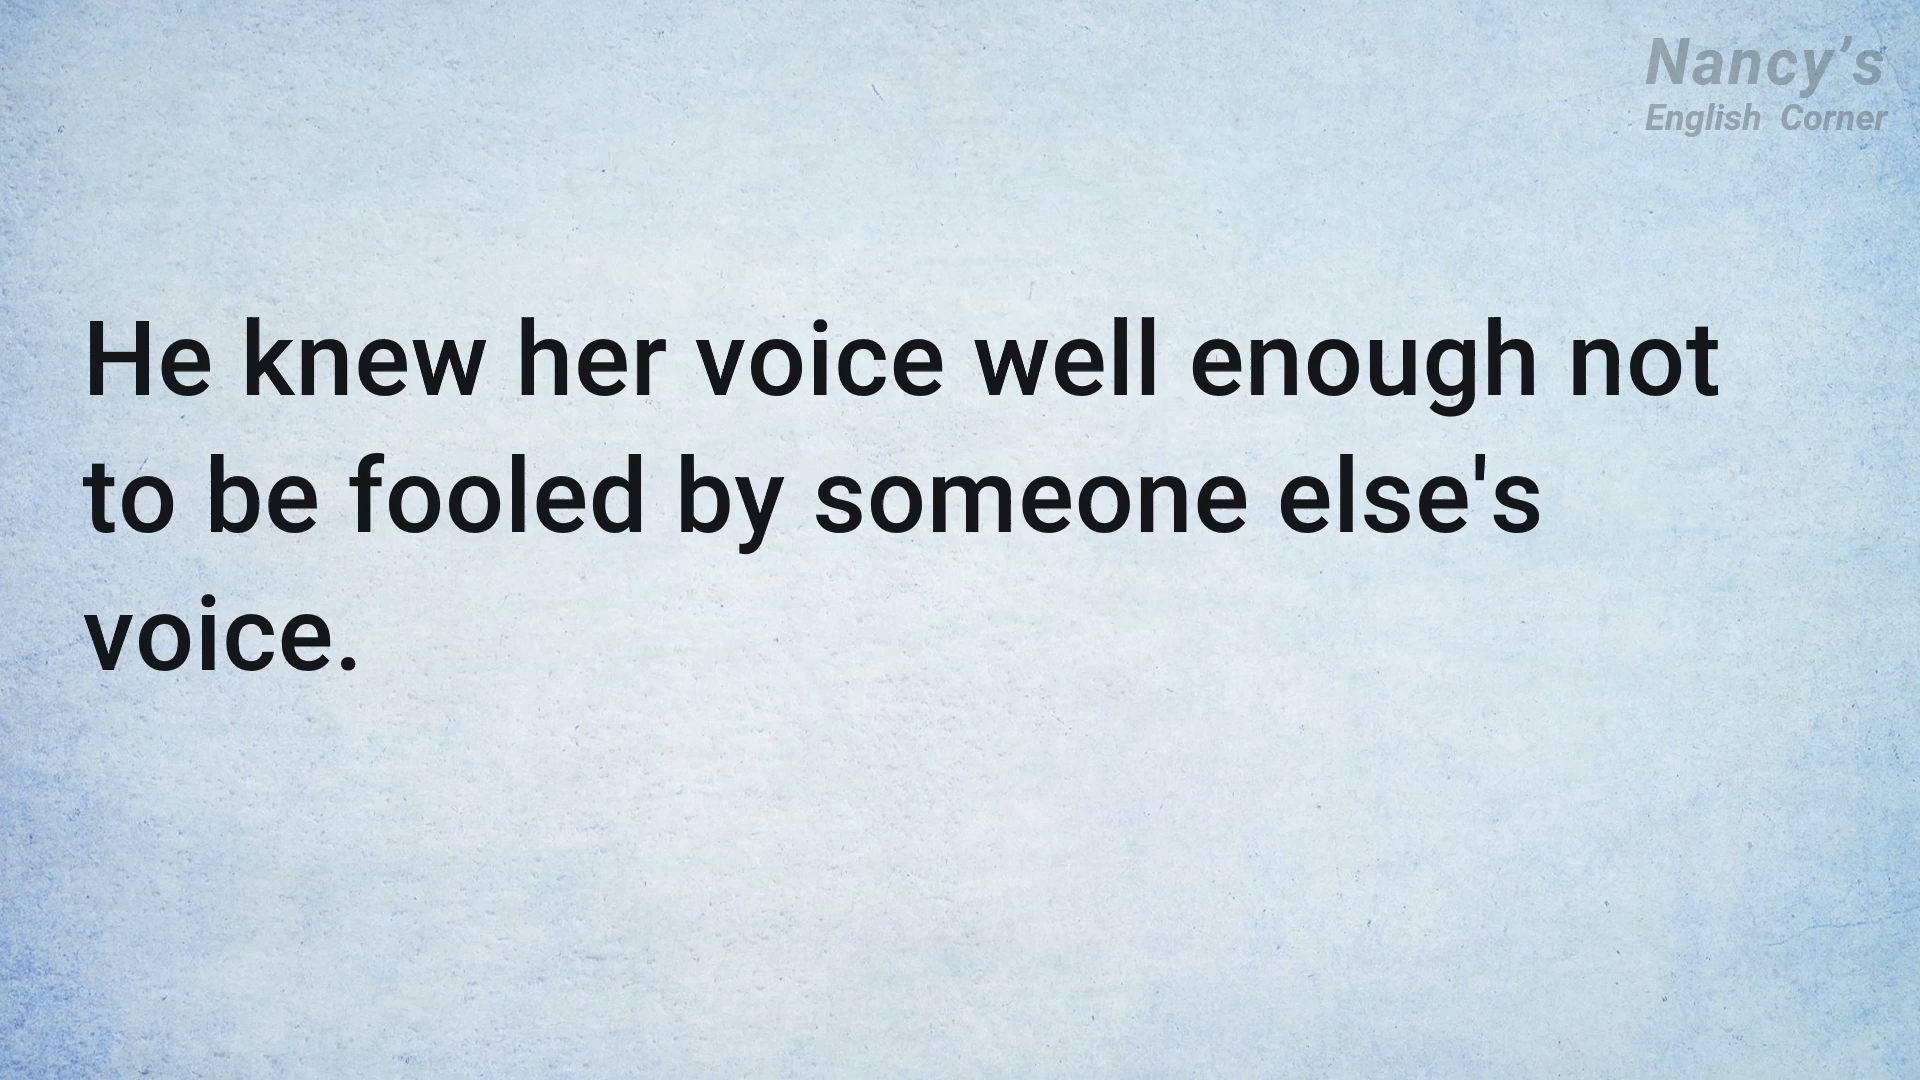 Nancy’s
English Corner
He knew her voice well enough not
to be fooled by someone else's
voice.